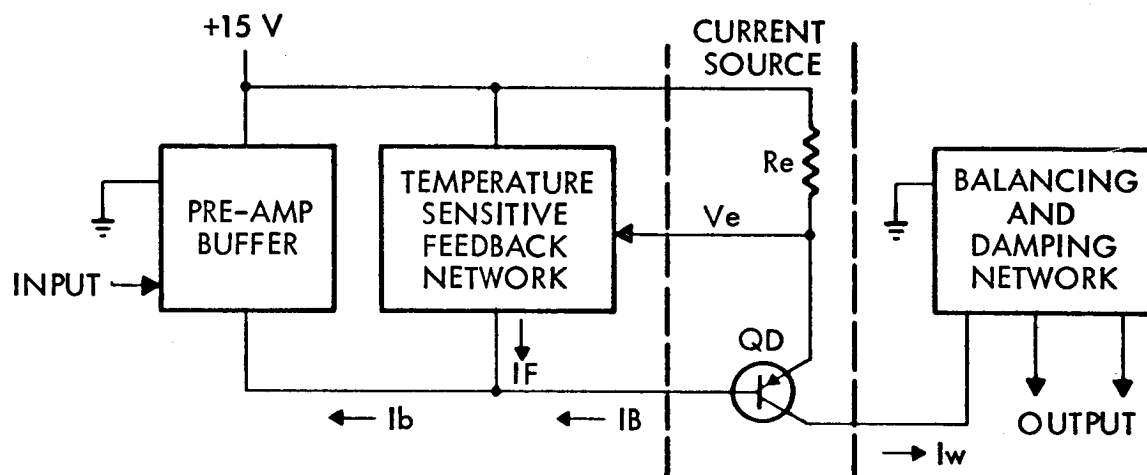 +15 V
CURRENT
SOURCE
PRE-AMP
BUFFER
TEMPERATURE
SENSITIVE
FEEDBACK
NETWORK
Re
BALANCING
AND
DAMPING
NETWORK
Ve
INPUT
QD
IF
Ib
IB
OUTPUT
Iw